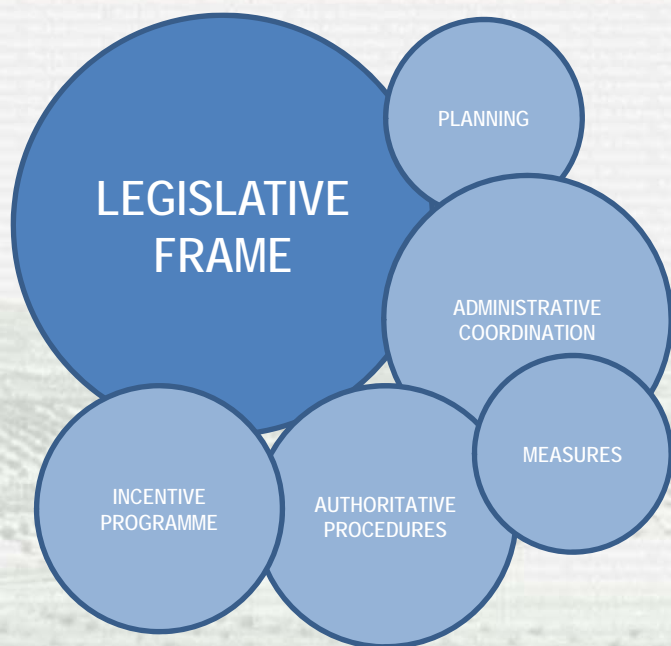 LEGISLATIVE
FRAME
PLANNING
ADMINISTRATIVE
COORDINATION
MEASURES
AUTHORITATIVE
PROCEDURES
INCENTIVE
PROGRAMME